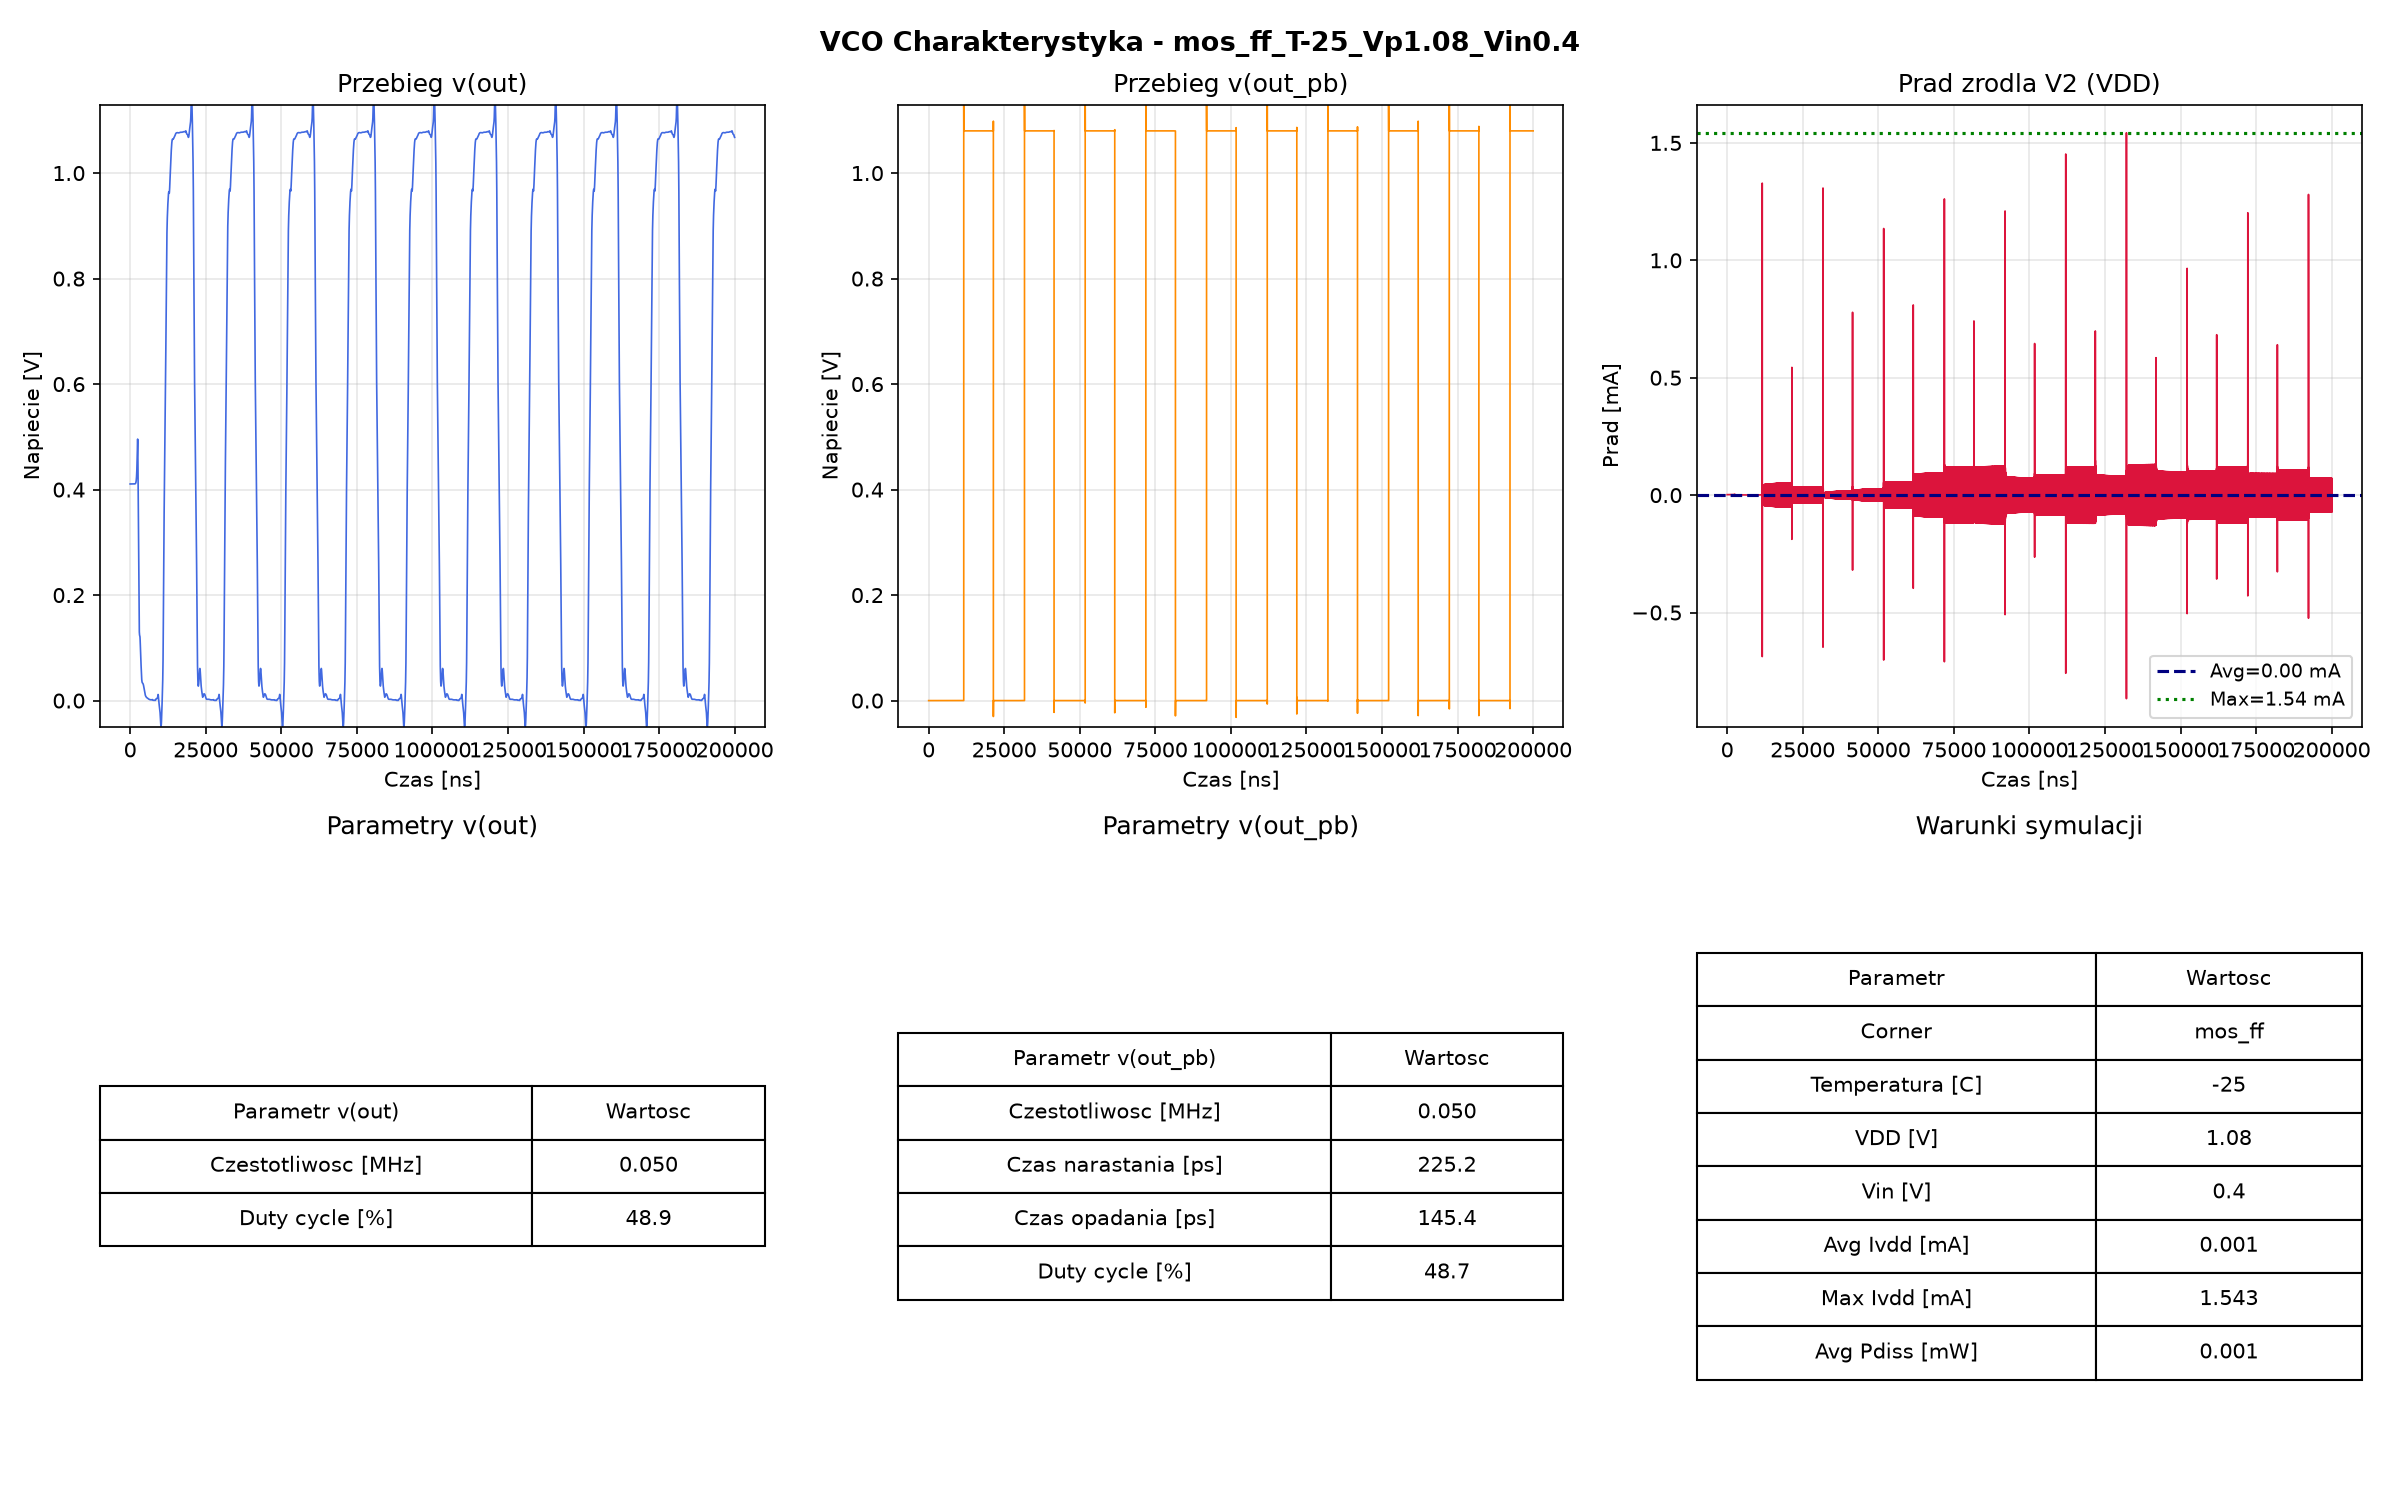 VCO Charakterystyka - mos_ff_T-25_Vp1.08_Vin0.4
Przebieg v(out)
Napiecie [V]
1.0
0.8
0.6
0.4
0.2
0.0
0 25000 50000 75000 100000 125000 150000 175000 200000
Czas [ns]
Przebieg v(out_pb)
Napiecie [V]
1.0
0.8
0.6
0.4
0.2
0.0
0 25000 50000 75000 100000 125000 150000 175000 200000
Czas [ns]
Prad zrodla V2 (VDD)
Prad [mA]
1.5
1.0
0.5
0.0
−0.5
Avg=0.00 mA
Max=1.54 mA
0 25000 50000 75000 100000 125000 150000 175000 200000
Czas [ns]
Parametry v(out)
Parametr v(out) Wartosc
Czestotliwosc [MHz] 0.050
Duty cycle [%] 48.9
Parametry v(out_pb)
Parametr v(out_pb) Wartosc
Czestotliwosc [MHz] 0.050
Czas narastania [ps] 225.2
Czas opadania [ps] 145.4
Duty cycle [%] 48.7
Warunki symulacji
Parametr Wartosc
Corner mos_ff
Temperatura [C] -25
VDD [V] 1.08
Vin [V] 0.4
Avg Ivdd [mA] 0.001
Max Ivdd [mA] 1.543
Avg Pdiss [mW] 0.001